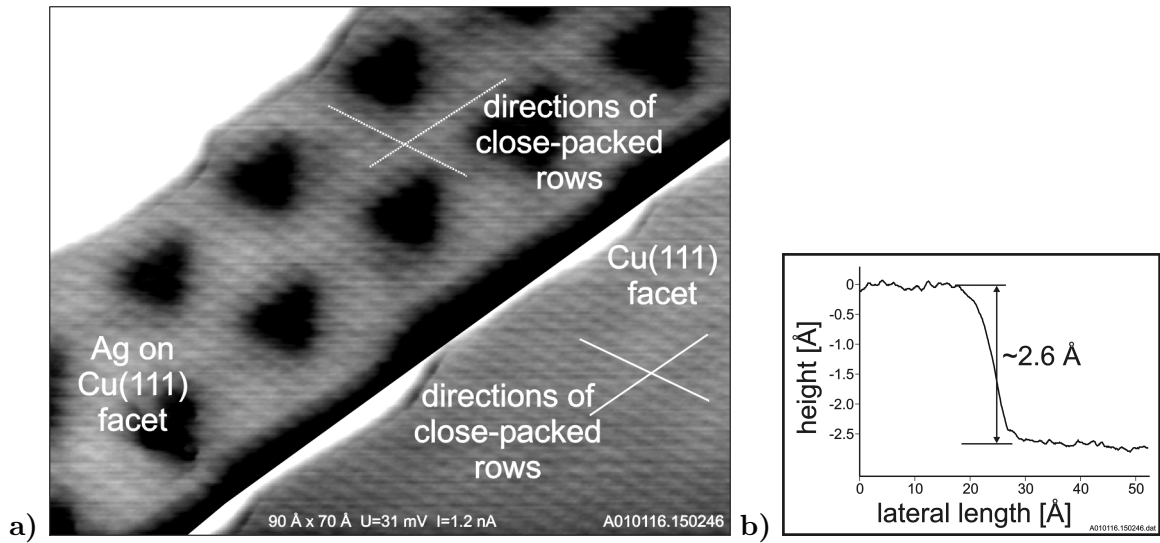 directions of
close-packed
rows
Cu(111)
facet
Ag on
Cu(111)
facet
directions of
close-packed
rows
90 Å x 70 Å U=31 mV I=1.2 nA
A010116.150246
a)
b)
height [Å]
0
-0.5
-1.0
-1.5
-2.0
-2.5
~2.6 Å
0
10
20
30
40
50
lateral length [Å]
A010116.150246.dat